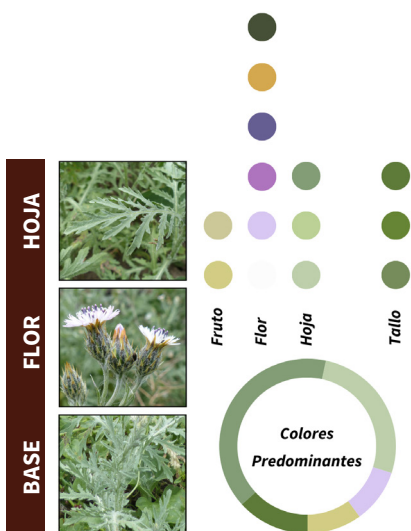 HOJA
FLOR
BASE
Fruto
Flor
Hoja
Tallo
Colores
Predominantes